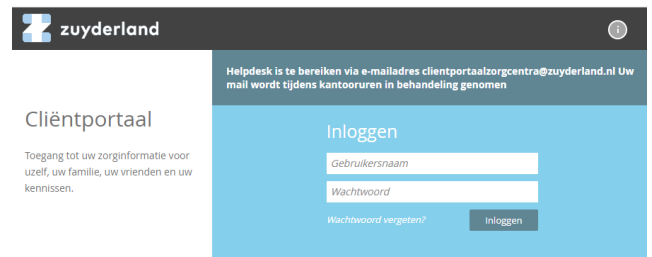 zuyderland
i
Helpdesk is te bereiken via e-mailadres clientportaalzorgcentra@zuyderland.nl Uw
mail wordt tijdens kantooruren in behandeling genomen
Cliëntportaal
Toegang tot uw zorginformatie voor
uzelf, uw familie, uw vrienden en uw
kennissen.
Inloggen
Gebruikersnaam
Wachtwoord
Wachtwoord vergeten?
Inloggen